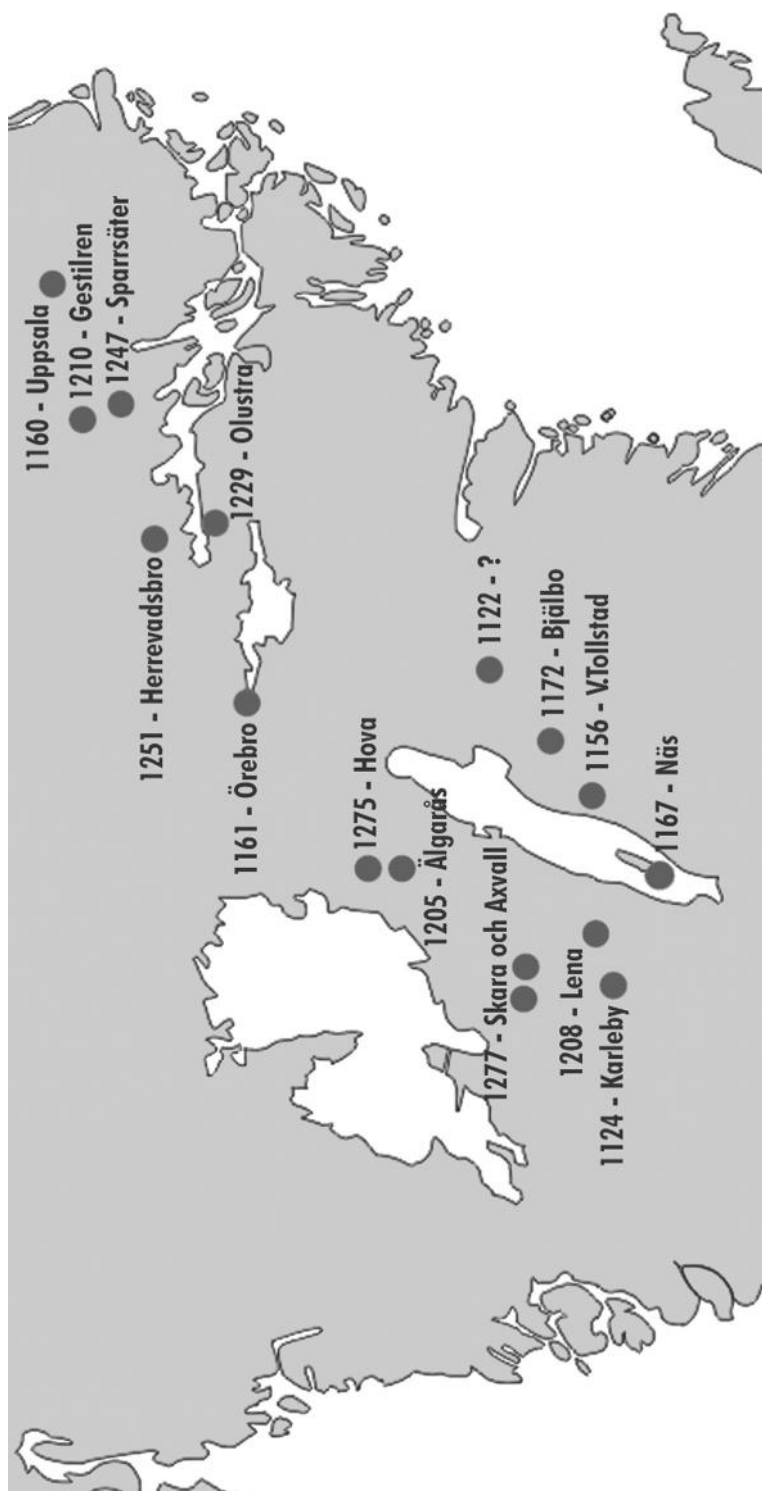 1160 - Uppsala
1210 - Gestilren
1247 - Sparrsäter
1251 - Herrevadsbro
1229 - Olustra
1161 - Örebro
1275 - Hova
1205 - Älgarås
1122 - ?
1172 - Bjälbo
1156 - V.Tollstad
1167 - Näs
1277 - Skara och Axvall
1208 - Lena
1124 - Karleby